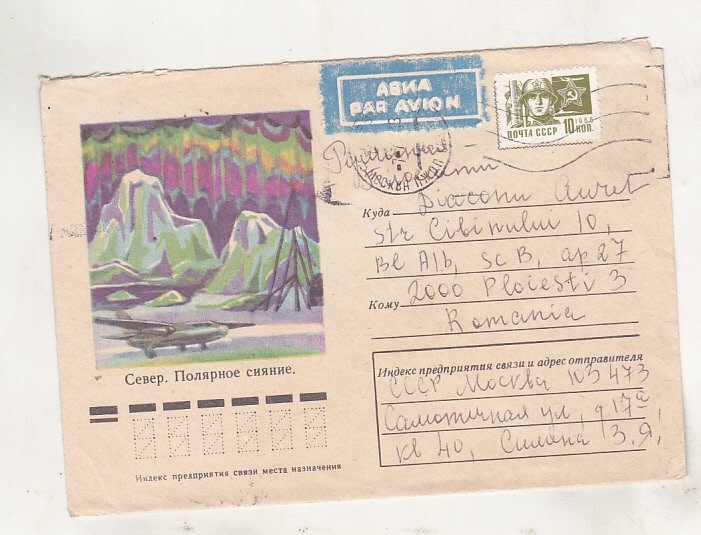 АВИА
PAR AVION
1966
ПОЧТА СССР 10 КОП.
МОСКВА
Куда Diaconu Aurel
Str Cibinului 10,
Bl A1b, Sc B, ap 27
Кому 2000 Ploiesti 3
Romania
Север. Полярное сияние.
Индекс предприятия связи и адрес отправителя
СССР Москва 103473
Самотечная ул, д 17а,
кв 40, З.Я.
Индекс предприятия связи места назначения